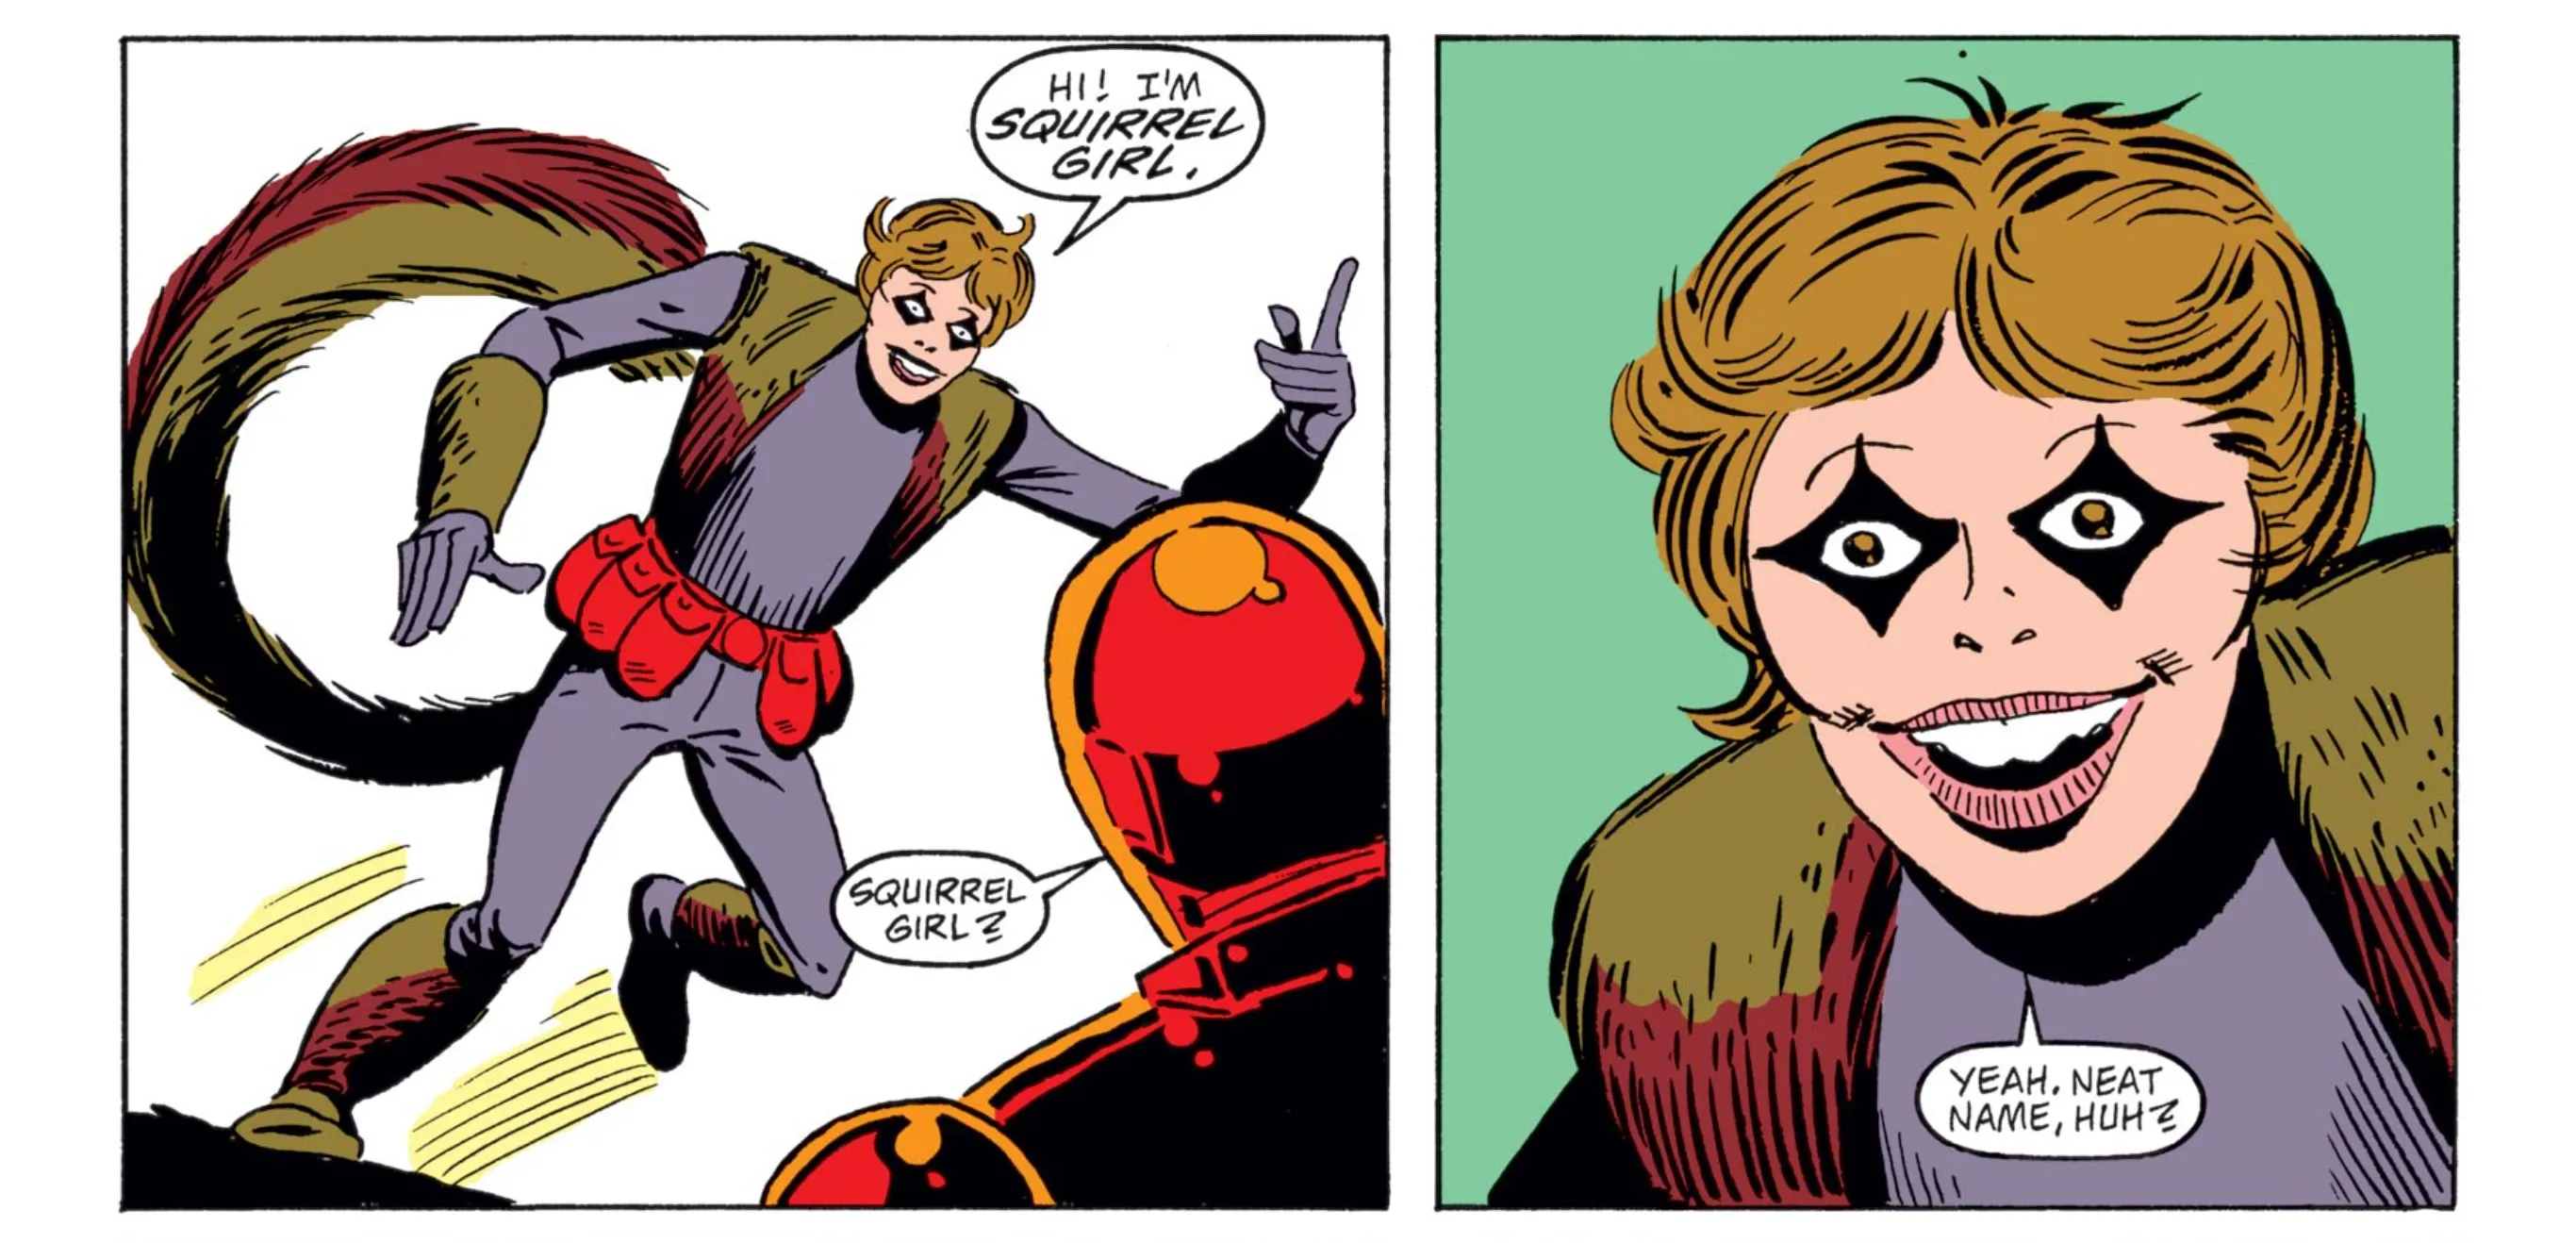 HI! I'M
SQUIRREL
GIRL.
SQUIRREL
GIRL?
YEAH. NEAT
NAME, HUH?